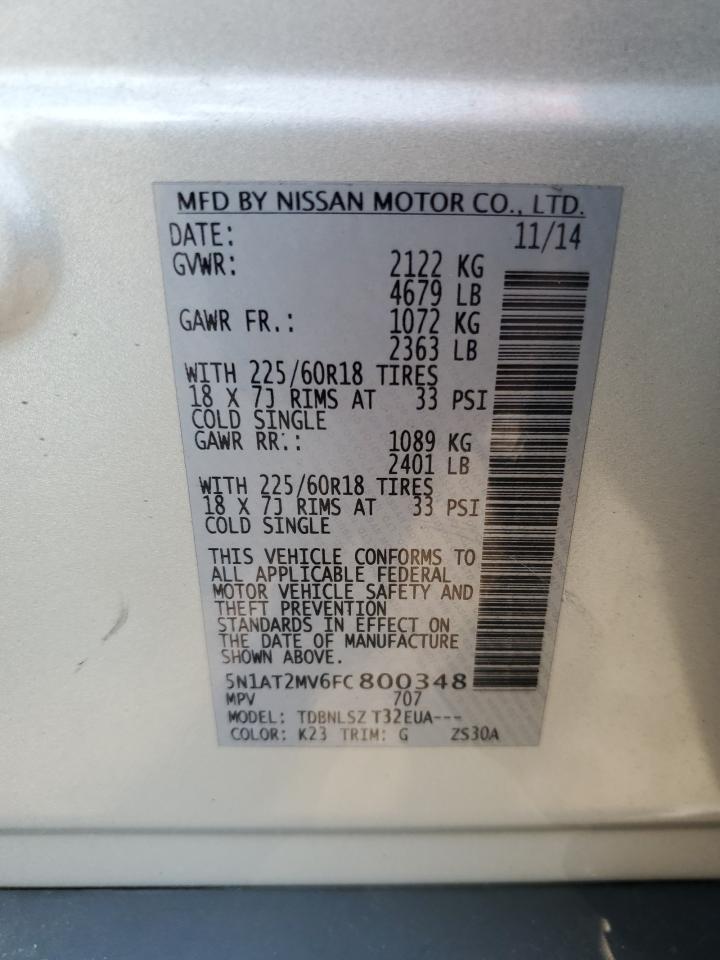 MFD BY NISSAN MOTOR CO., LTD.
DATE: 11/14
GVWR: 2122 KG
4679 LB
GAWR FR.: 1072 KG
2363 LB
WITH 225/60R18 TIRES
18 X 7J RIMS AT 33 PSI
COLD SINGLE
GAWR RR.: 1089 KG
2401 LB
WITH 225/60R18 TIRES
18 X 7J RIMS AT 33 PSI
COLD SINGLE
THIS VEHICLE CONFORMS TO
ALL APPLICABLE FEDERAL
MOTOR VEHICLE SAFETY AND
THEFT PREVENTION
STANDARDS IN EFFECT ON
THE DATE OF MANUFACTURE
SHOWN ABOVE.
5N1AT2MV6FC800348
MPV 707
MODEL: TDBNLSZ T32EUA---
COLOR: K23 TRIM: G ZS30A